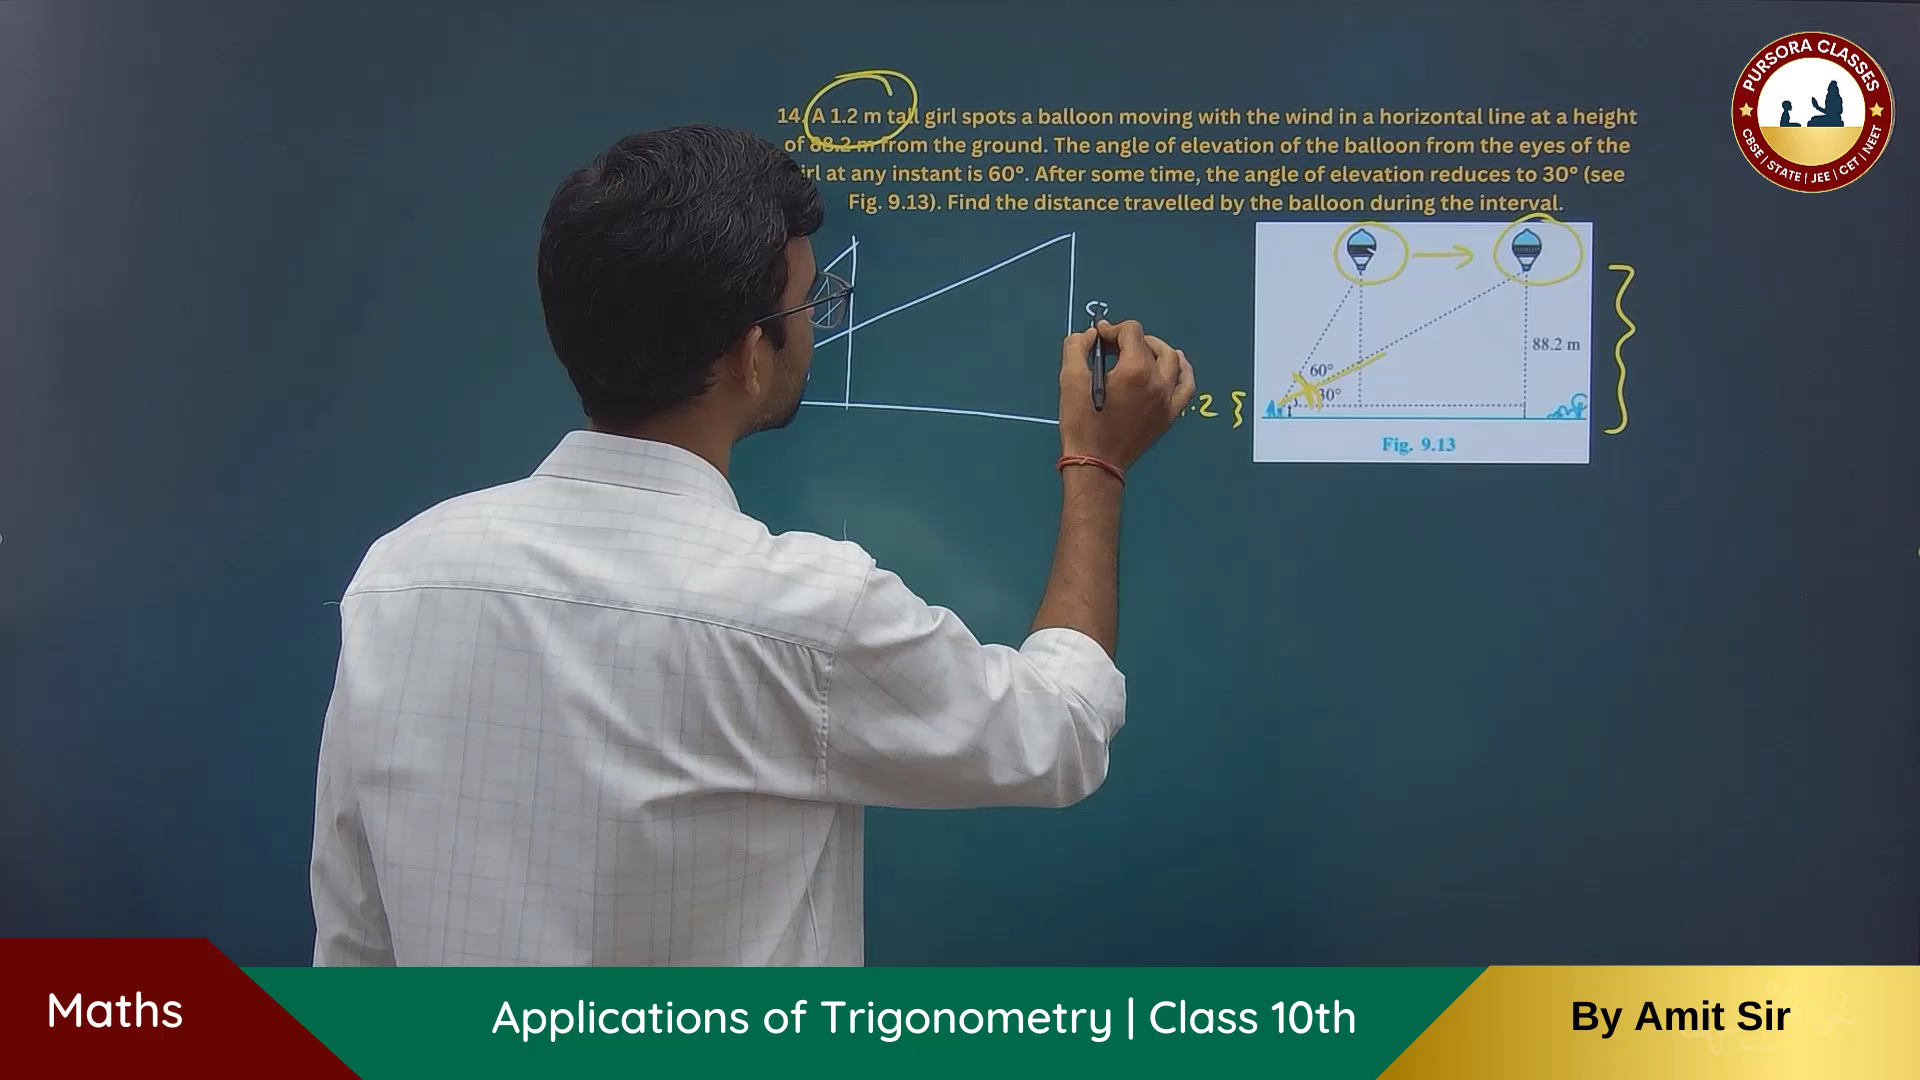 14. A 1.2 m tall girl spots a balloon moving with the wind in a horizontal line at a height
of 88.2 m from the ground. The angle of elevation of the balloon from the eyes of the
irl at any instant is 60°. After some time, the angle of elevation reduces to 30° (see
Fig. 9.13). Find the distance travelled by the balloon during the interval.
PURSORA CLASSES
CBSE | STATE | JEE | CET | NEET
88.2 m
60°
30°
.2
Fig. 9.13
Maths
Applications of Trigonometry | Class 10th
By Amit Sir